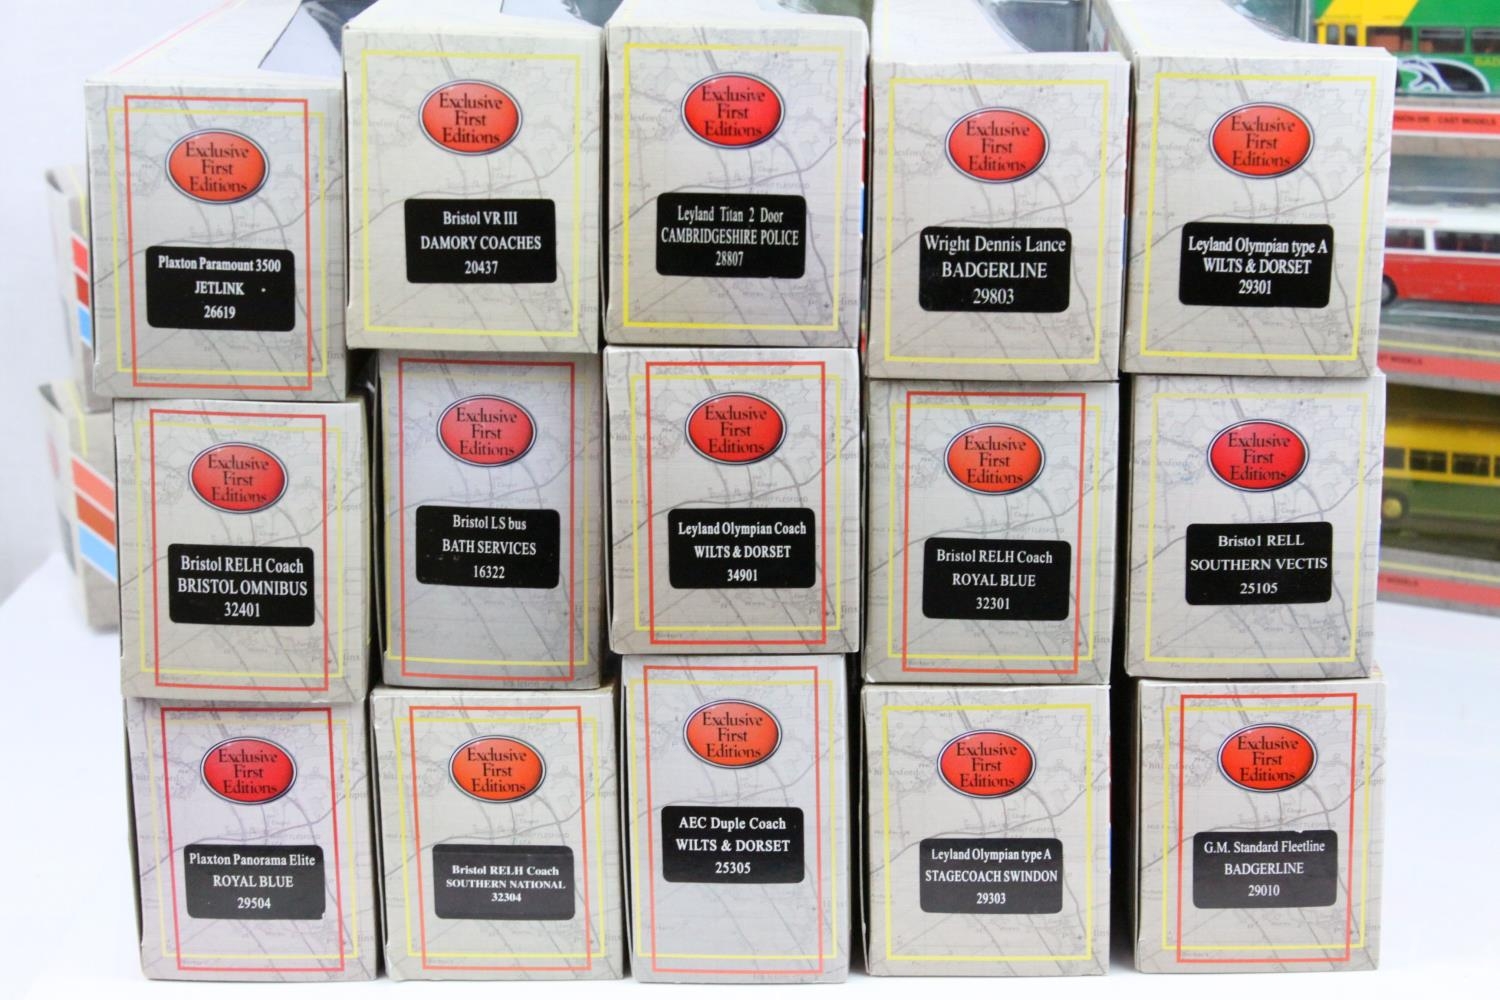 Exclusive
First
Editions
Plaxton Paramount 3500
JETLINK
26619
Exclusive
First
Editions
Bristol VR III
DAMORY COACHES
20437
Exclusive
First
Editions
Leyland Titan 2 Door
CAMBRIDGESHIRE POLICE
28807
Exclusive
First
Editions
Wright Dennis Lance
BADGERLINE
29803
Exclusive
First
Editions
Leyland Olympian type A
WILTS & DORSET
29301
Exclusive
First
Editions
Bristol RELH Coach
BRISTOL OMNIBUS
32401
Exclusive
First
Editions
Bristol LS bus
BATH SERVICES
16322
Exclusive
First
Editions
Leyland Olympian Coach
WILTS & DORSET
34901
Exclusive
First
Editions
Bristol RELH Coach
ROYAL BLUE
32301
Exclusive
First
Editions
Bristol RELL
SOUTHERN VECTIS
25105
Exclusive
First
Editions
Plaxton Panorama Elite
ROYAL BLUE
29504
Exclusive
First
Editions
Bristol RELH Coach
SOUTHERN NATIONAL
32304
Exclusive
First
Editions
AEC Duple Coach
WILTS & DORSET
25305
Exclusive
First
Editions
Leyland Olympian type A
STAGECOACH SWINDON
29303
Exclusive
First
Editions
G.M. Standard Fleetline
BADGERLINE
29010